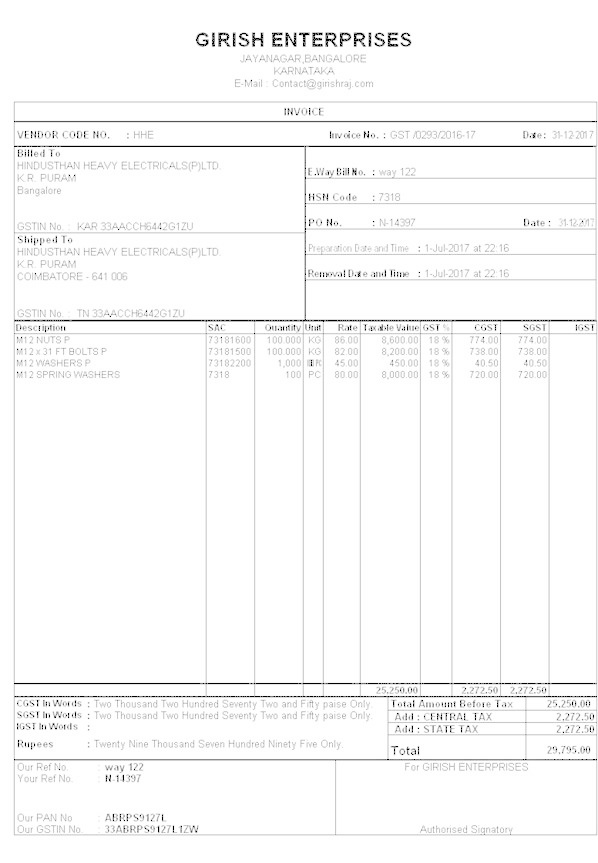 GIRISH ENTERPRISES
JAYANAGAR,BANGALORE
KARNATAKA
E-Mail : Contact@girishraj.com
INVOICE
VENDOR CODE NO. : HHE Invoice No. : GST /0293/2016-17 Date : 31-12-2017
Billed To
HINDUSTHAN HEAVY ELECTRICALS(P)LTD.
K.R. PURAM
Bangalore
GSTIN No. : KAR 33AACCH6442G1ZU
E.Way Bill No. : way 122
HSN Code : 7318
PO No. : N-14397 Date : 31-12-2017
Shipped To
HINDUSTHAN HEAVY ELECTRICALS(P)LTD.
K.R. PURAM
COIMBATORE - 641 006
GSTIN No. : TN 33AACCH6442G1ZU
Preparation Date and Time : 1-Jul-2017 at 22:16
Removal Date and Time : 1-Jul-2017 at 22:16
Description SAC Quantity Unit Rate Taxable Value GST % CGST SGST IGST
M12 NUTS P 73181600 100.000 KG 86.00 8,600.00 18 % 774.00 774.00
M12 x 31 FT BOLTS P 73181500 100.000 KG 82.00 8,200.00 18 % 738.00 738.00
M12 WASHERS P 73182200 1,000 45.00 450.00 18 % 40.50 40.50
M12 SPRING WASHERS 7318 100 PC 80.00 8,000.00 18 % 720.00 720.00
25,250.00 2,272.50 2,272.50
CGST In Words : Two Thousand Two Hundred Seventy Two and Fifty paise Only.
SGST In Words : Two Thousand Two Hundred Seventy Two and Fifty paise Only.
IGST In Words :
Rupees : Twenty Nine Thousand Seven Hundred Ninety Five Only.
Total Amount Before Tax 25,250.00
Add : CENTRAL TAX 2,272.50
Add : STATE TAX 2,272.50
Total 29,795.00
Our Ref No. : way 122
Your Ref No. : N-14397
Our PAN No : ABRPS9127L
Our GSTIN No. : 33ABRPS9127L1ZW
For GIRISH ENTERPRISES
Authorised Signatory